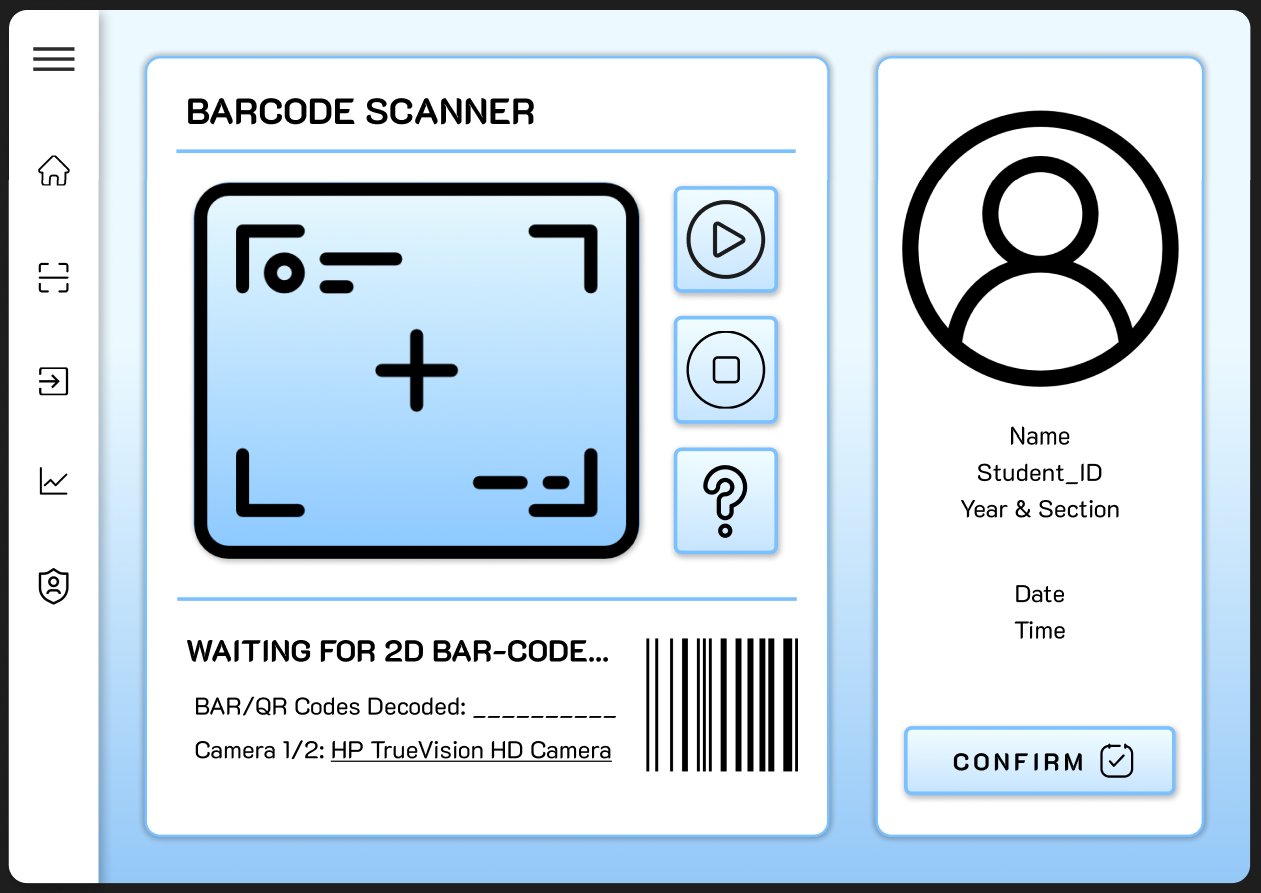 BARCODE SCANNER
WAITING FOR 2D BAR-CODE...
BAR/QR Codes Decoded: __________
Camera 1/2: HP TrueVision HD Camera
Name
Student_ID
Year & Section
Date
Time
CONFIRM